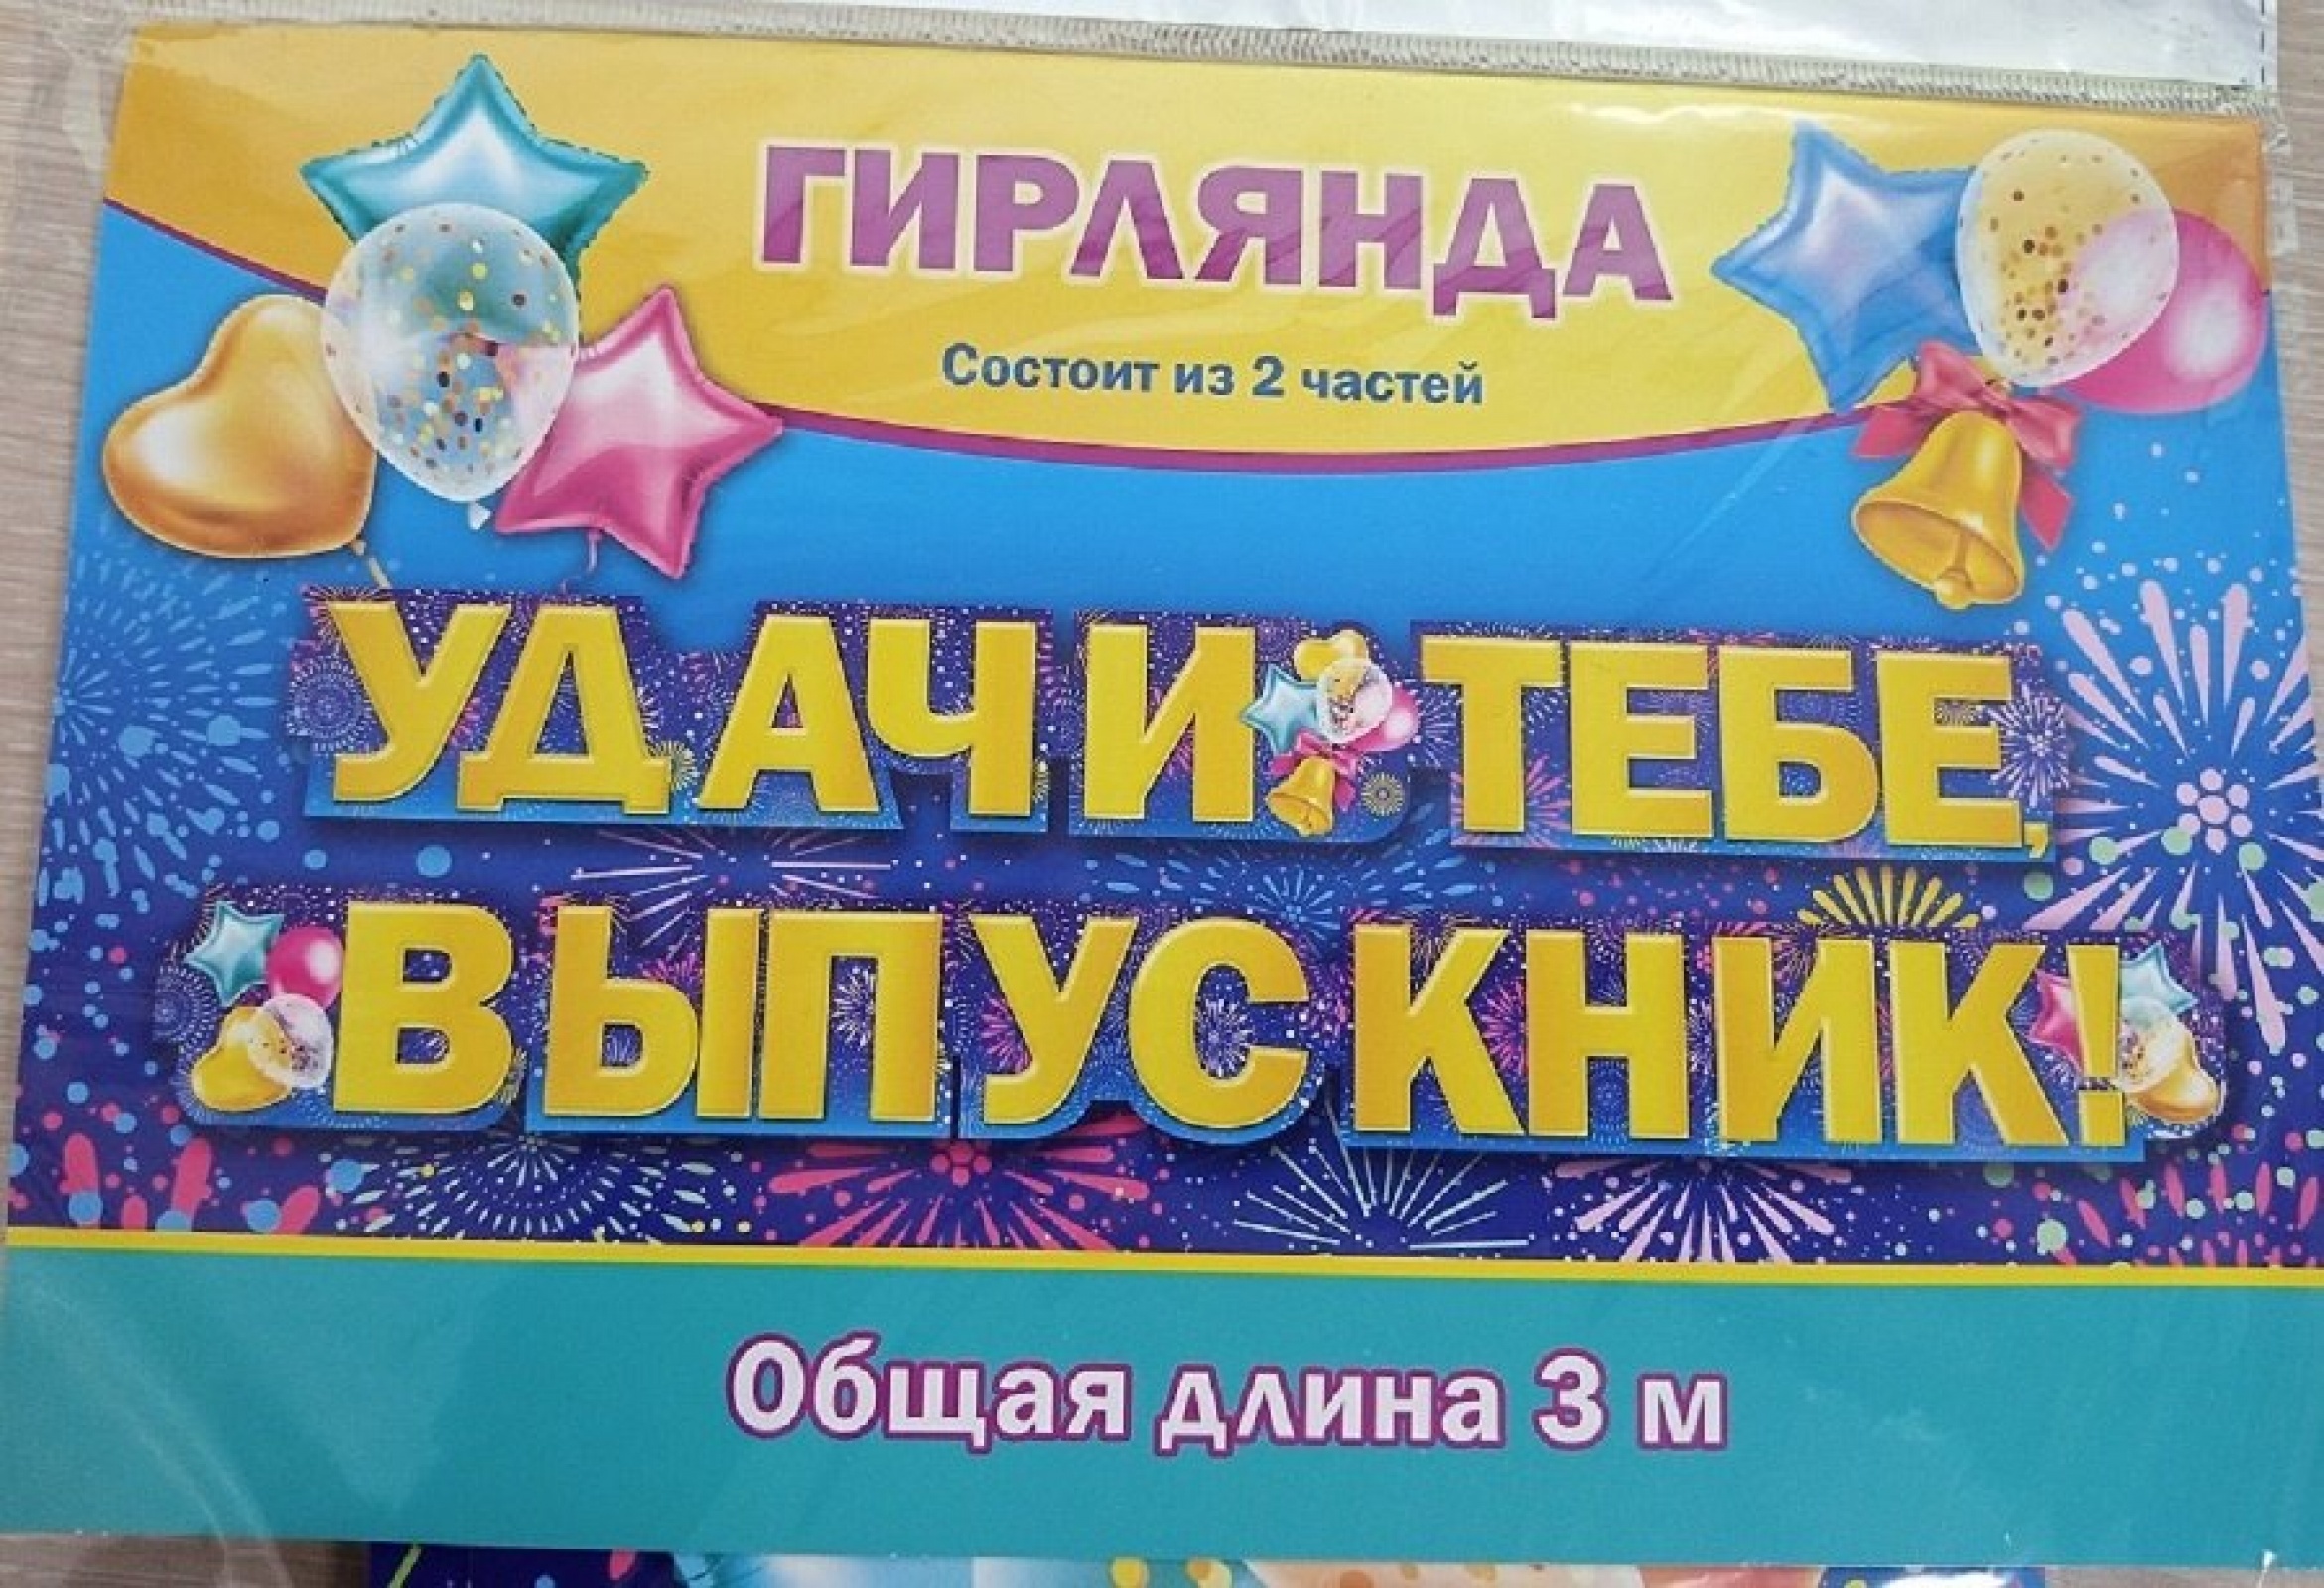 ГИРЛЯНДА
Состоит из 2 частей
УДАЧИ ТЕБЕ,
ВЫПУСКНИК!
Общая длина 3 м